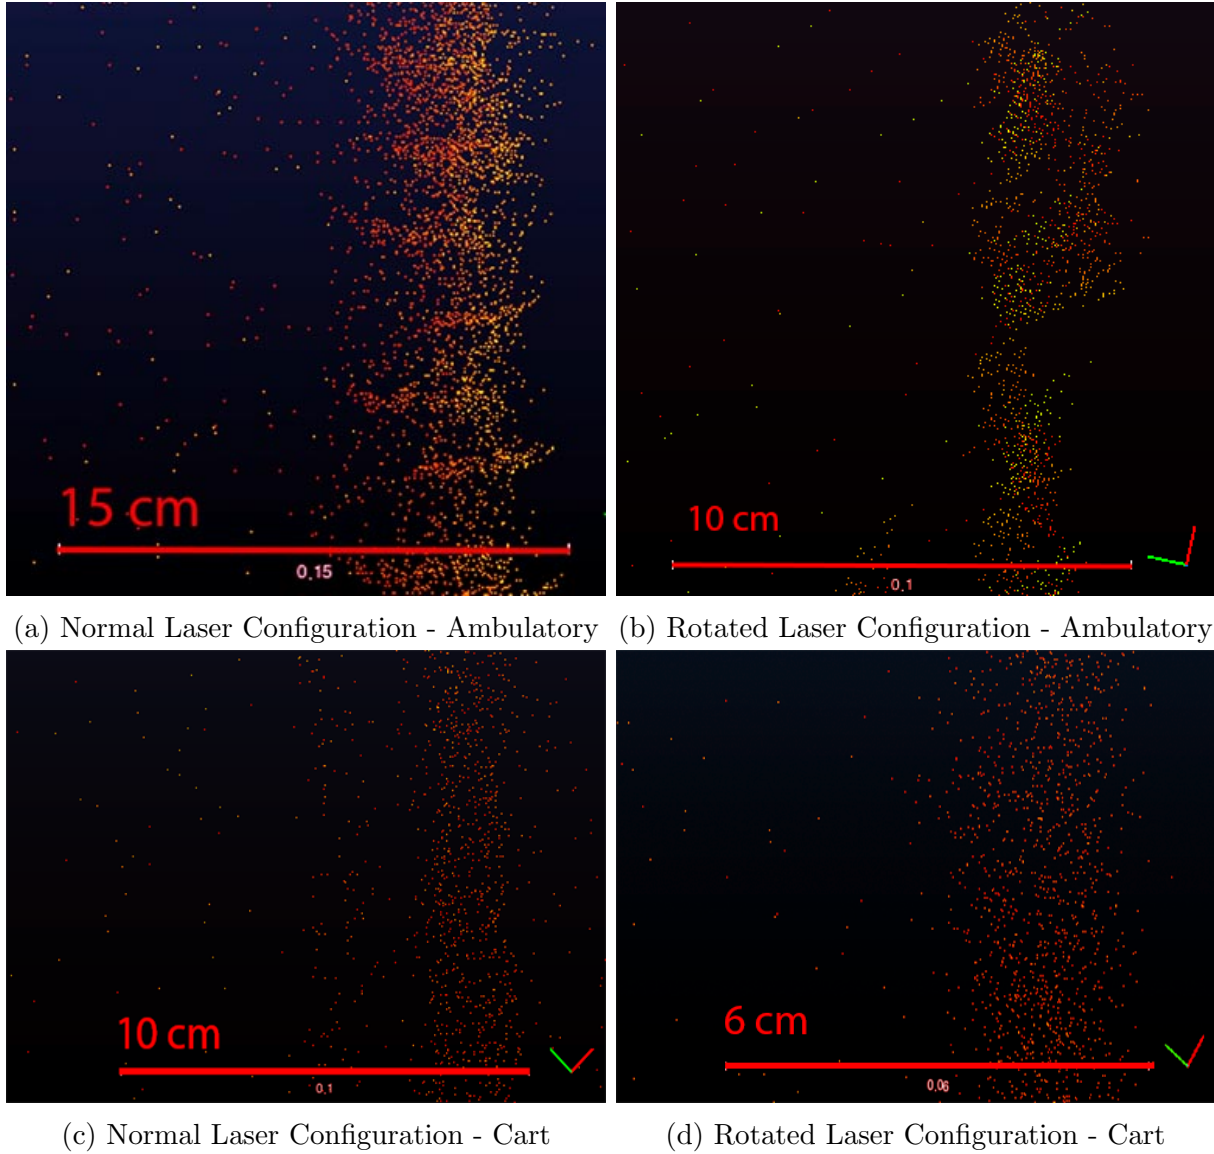 15 cm
0.15
10 cm
0.1
(a) Normal Laser Configuration - Ambulatory
(b) Rotated Laser Configuration - Ambulatory
10 cm
0.1
6 cm
0.06
(c) Normal Laser Configuration - Cart
(d) Rotated Laser Configuration - Cart